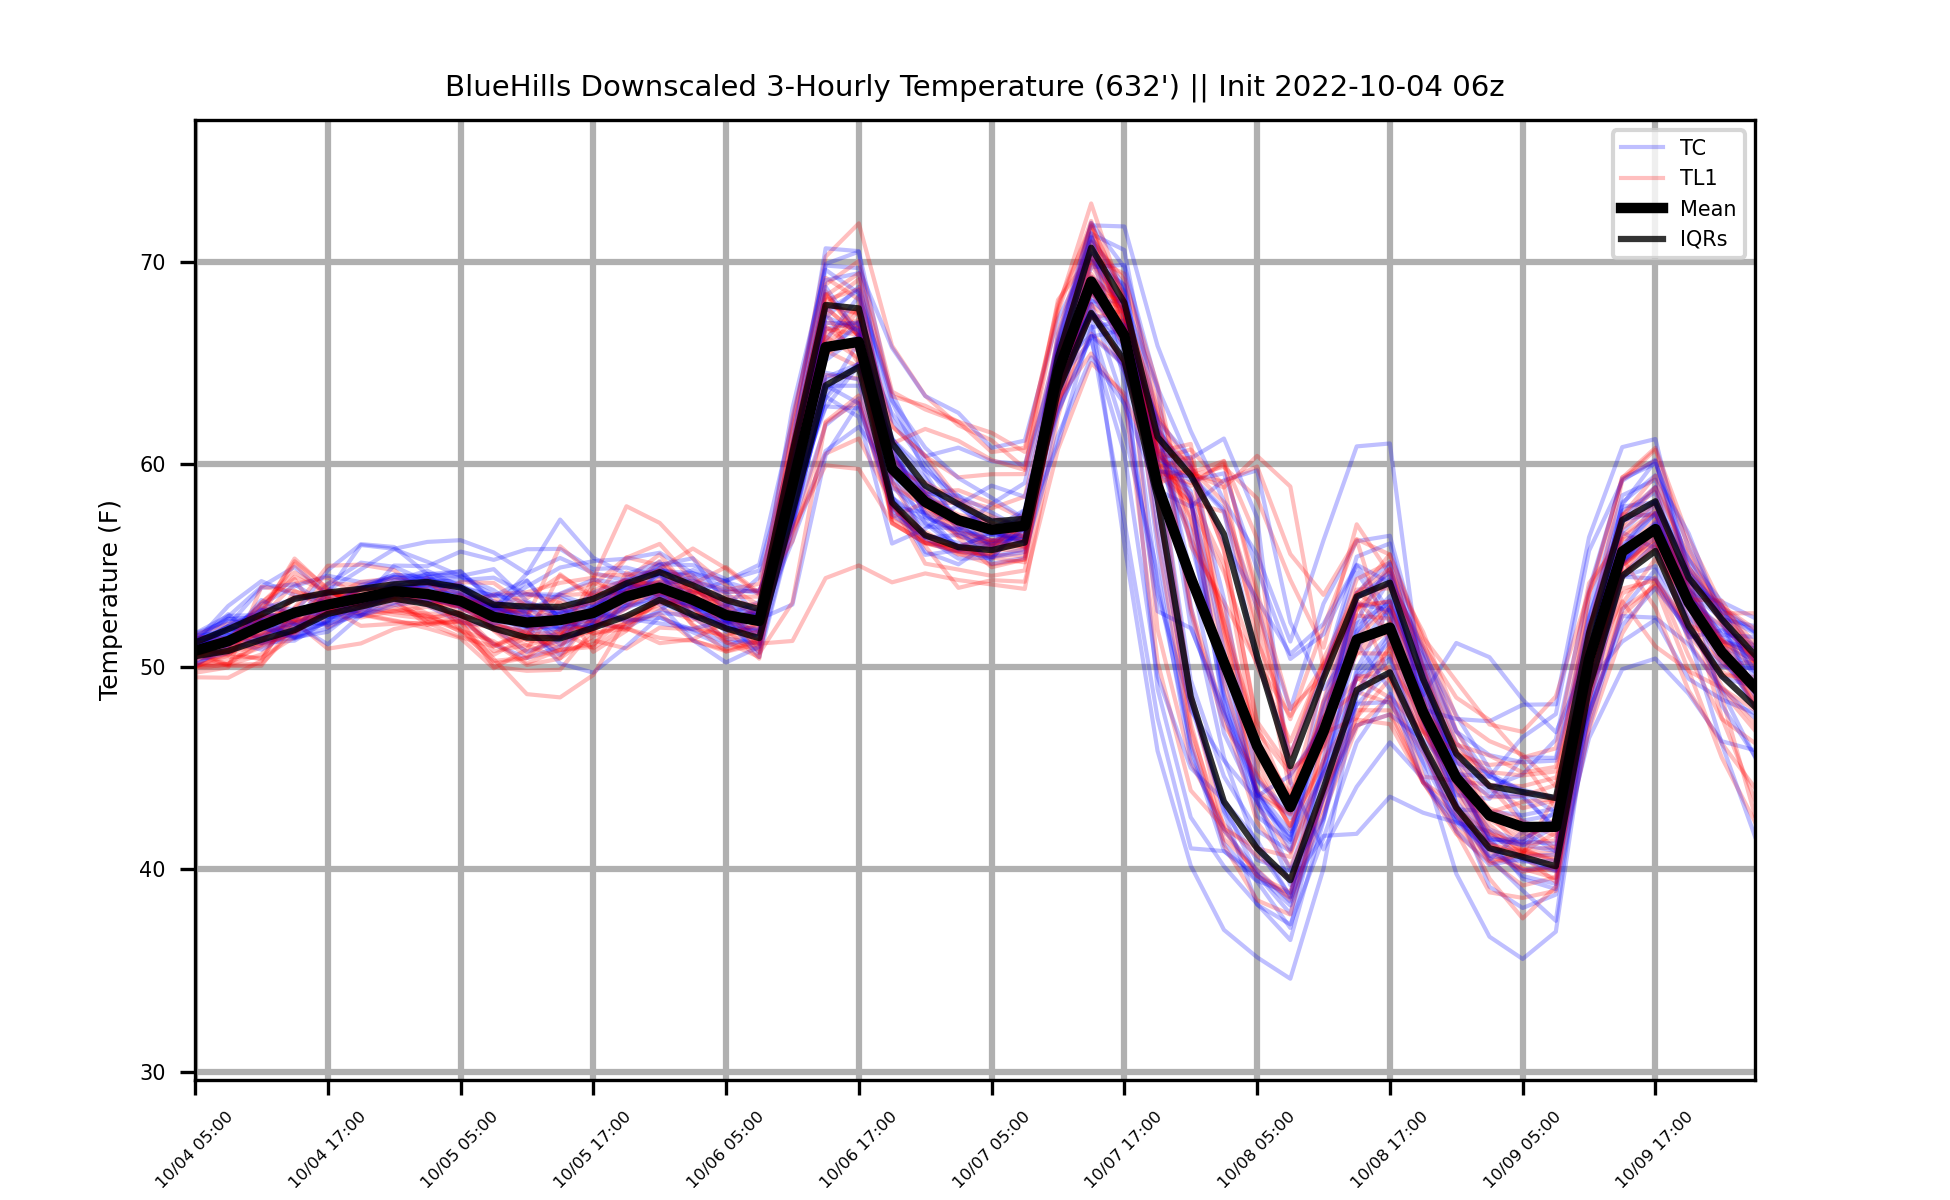 BlueHills Downscaled 3-Hourly Temperature (632') || Init 2022-10-04 06z
TC
TL1
Mean
IQRs
Temperature (F)
70
60
50
40
30
10/04 05:00
10/04 17:00
10/05 05:00
10/05 17:00
10/06 05:00
10/06 17:00
10/07 05:00
10/07 17:00
10/08 05:00
10/08 17:00
10/09 05:00
10/09 17:00